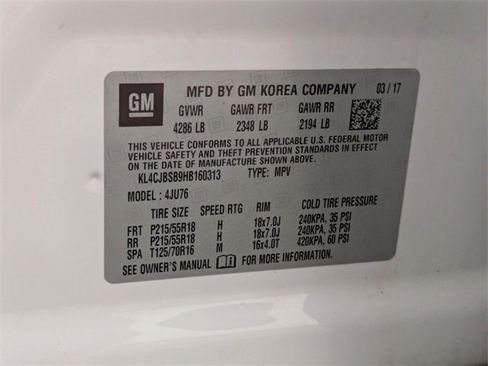 GM
MFD BY GM KOREA COMPANY 03/17
GVWR GAWR FRT GAWR RR
4286 LB 2348 LB 2194 LB
THIS VEHICLE CONFORMS TO ALL APPLICABLE U.S. FEDERAL MOTOR
VEHICLE SAFETY, BUMPER, AND THEFT PREVENTION STANDARDS IN EFFECT
ON THE DATE OF MANUFACTURE SHOWN ABOVE.
KL4CJBSB9HB160313 TYPE: MPV
MODEL: 4JU76
TIRE SIZE SPEED RTG RIM COLD TIRE PRESSURE
FRT P215/55R18 H 18x7.0J 240KPA, 35 PSI
RR P215/55R18 H 18x7.0J 240KPA, 35 PSI
SPA T125/70R16 M 16x4.0T 420KPA, 60 PSI
SEE OWNER'S MANUAL FOR MORE INFORMATION.